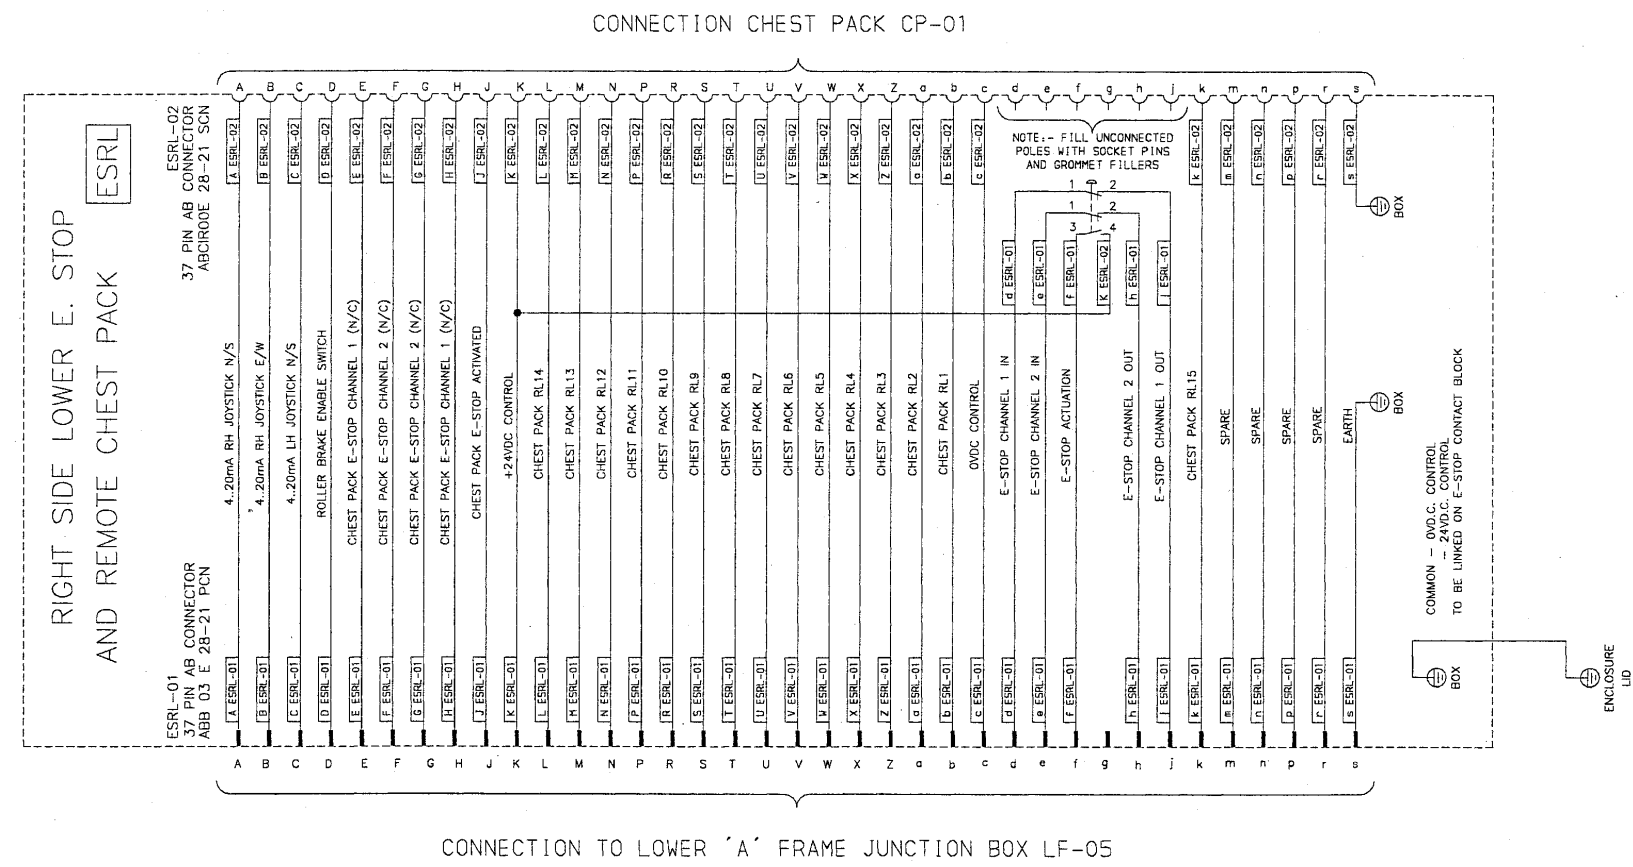 CONNECTION CHEST PACK CP-01
A B C D E F G H J K L M N P R S T U V W X Z a b c d e f g h j k m n p r s
RIGHT SIDE LOWER E. STOP
AND REMOTE CHEST PACK
ESRL
ESRL-02
37 PIN AB CONNECTOR
ABCIROOE 28-21 SCN
A ESRL-02
B ESRL-02
C ESRL-02
D ESRL-02
E ESRL-02
F ESRL-02
G ESRL-02
H ESRL-02
J ESRL-02
K ESRL-02
L ESRL-02
M ESRL-02
N ESRL-02
P ESRL-02
R ESRL-02
S ESRL-02
T ESRL-02
U ESRL-02
V ESRL-02
W ESRL-02
X ESRL-02
Z ESRL-02
a ESRL-02
b ESRL-02
c ESRL-02
NOTE:- FILL UNCONNECTED
POLES WITH SOCKET PINS
AND GROMMET FILLERS
k ESRL-02
m ESRL-02
n ESRL-02
p ESRL-02
r ESRL-02
s ESRL-02
BOX
1 2
1 2
3 4
d ESRL-01
e ESRL-01
f ESRL-01
K ESRL-02
h ESRL-01
j ESRL-01
4..20mA RH JOYSTICK N/S
4..20mA RH JOYSTICK E/W
4..20mA LH JOYSTICK N/S
ROLLER BRAKE ENABLE SWITCH
CHEST PACK E-STOP CHANNEL 1 (N/C)
CHEST PACK E-STOP CHANNEL 2 (N/C)
CHEST PACK E-STOP CHANNEL 2 (N/C)
CHEST PACK E-STOP CHANNEL 1 (N/C)
CHEST PACK E-STOP ACTIVATED
+24VDC CONTROL
CHEST PACK RL14
CHEST PACK RL13
CHEST PACK RL12
CHEST PACK RL11
CHEST PACK RL10
CHEST PACK RL9
CHEST PACK RL8
CHEST PACK RL7
CHEST PACK RL6
CHEST PACK RL5
CHEST PACK RL4
CHEST PACK RL3
CHEST PACK RL2
CHEST PACK RL1
0VDC CONTROL
E-STOP CHANNEL 1 IN
E-STOP CHANNEL 2 IN
E-STOP ACTUATION
E-STOP CHANNEL 2 OUT
E-STOP CHANNEL 1 OUT
CHEST PACK RL15
SPARE
SPARE
SPARE
SPARE
EARTH
BOX
COMMON - 0VD.C. CONTROL
- 24VD.C. CONTROL
TO BE LINKED ON E-STOP CONTACT BLOCK
ESRL-01
37 PIN AB CONNECTOR
ABB 03 E 28-21 PCN
A ESRL-01
B ESRL-01
C ESRL-01
D ESRL-01
E ESRL-01
F ESRL-01
G ESRL-01
H ESRL-01
J ESRL-01
K ESRL-01
L ESRL-01
M ESRL-01
N ESRL-01
P ESRL-01
R ESRL-01
S ESRL-01
T ESRL-01
U ESRL-01
V ESRL-01
W ESRL-01
X ESRL-01
Z ESRL-01
a ESRL-01
b ESRL-01
c ESRL-01
d ESRL-01
e ESRL-01
f ESRL-01
h ESRL-01
j ESRL-01
k ESRL-01
m ESRL-01
n ESRL-01
p ESRL-01
r ESRL-01
s ESRL-01
BOX
ENCLOSURE
LID
A B C D E F G H J K L M N P R S T U V W X Z a b c d e f g h j k m n p r s
CONNECTION TO LOWER 'A' FRAME JUNCTION BOX LF-05